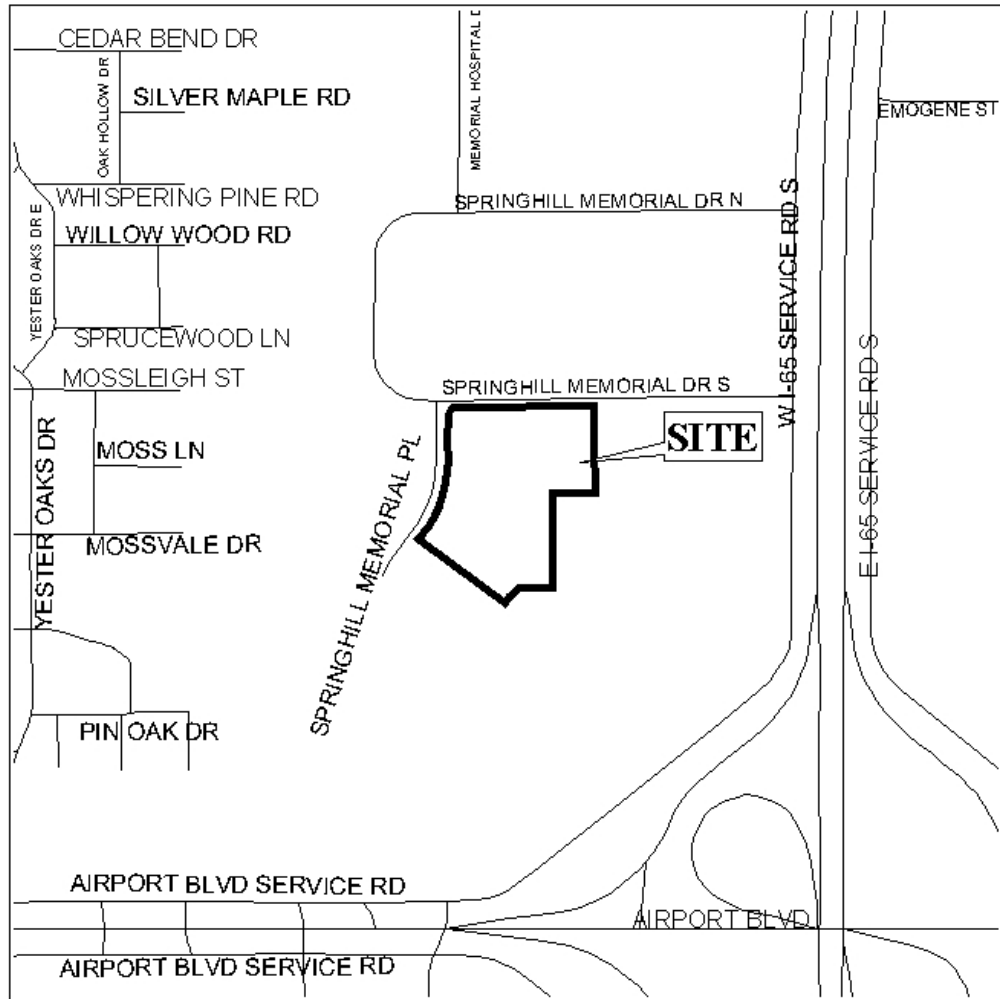 CEDAR BEND DR
OAK HOLLOW DR
SILVER MAPLE RD
MEMORIAL HOSPITAL D
EMOGENE ST
WHISPERING PINE RD
SPRINGHILL MEMORIAL DR N
YESTER OAKS DR E
WILLOW WOOD RD
W I-65 SERVICE RD S
SPRUCEWOOD LN
MOSSLEIGH ST
SPRINGHILL MEMORIAL DR S
E I-65 SERVICE RD S
SITE
MOSS LN
YESTER OAKS DR
SPRINGHILL MEMORIAL PL
MOSSVALE DR
PIN OAK DR
AIRPORT BLVD SERVICE RD
AIRPORT BLVD
AIRPORT BLVD SERVICE RD